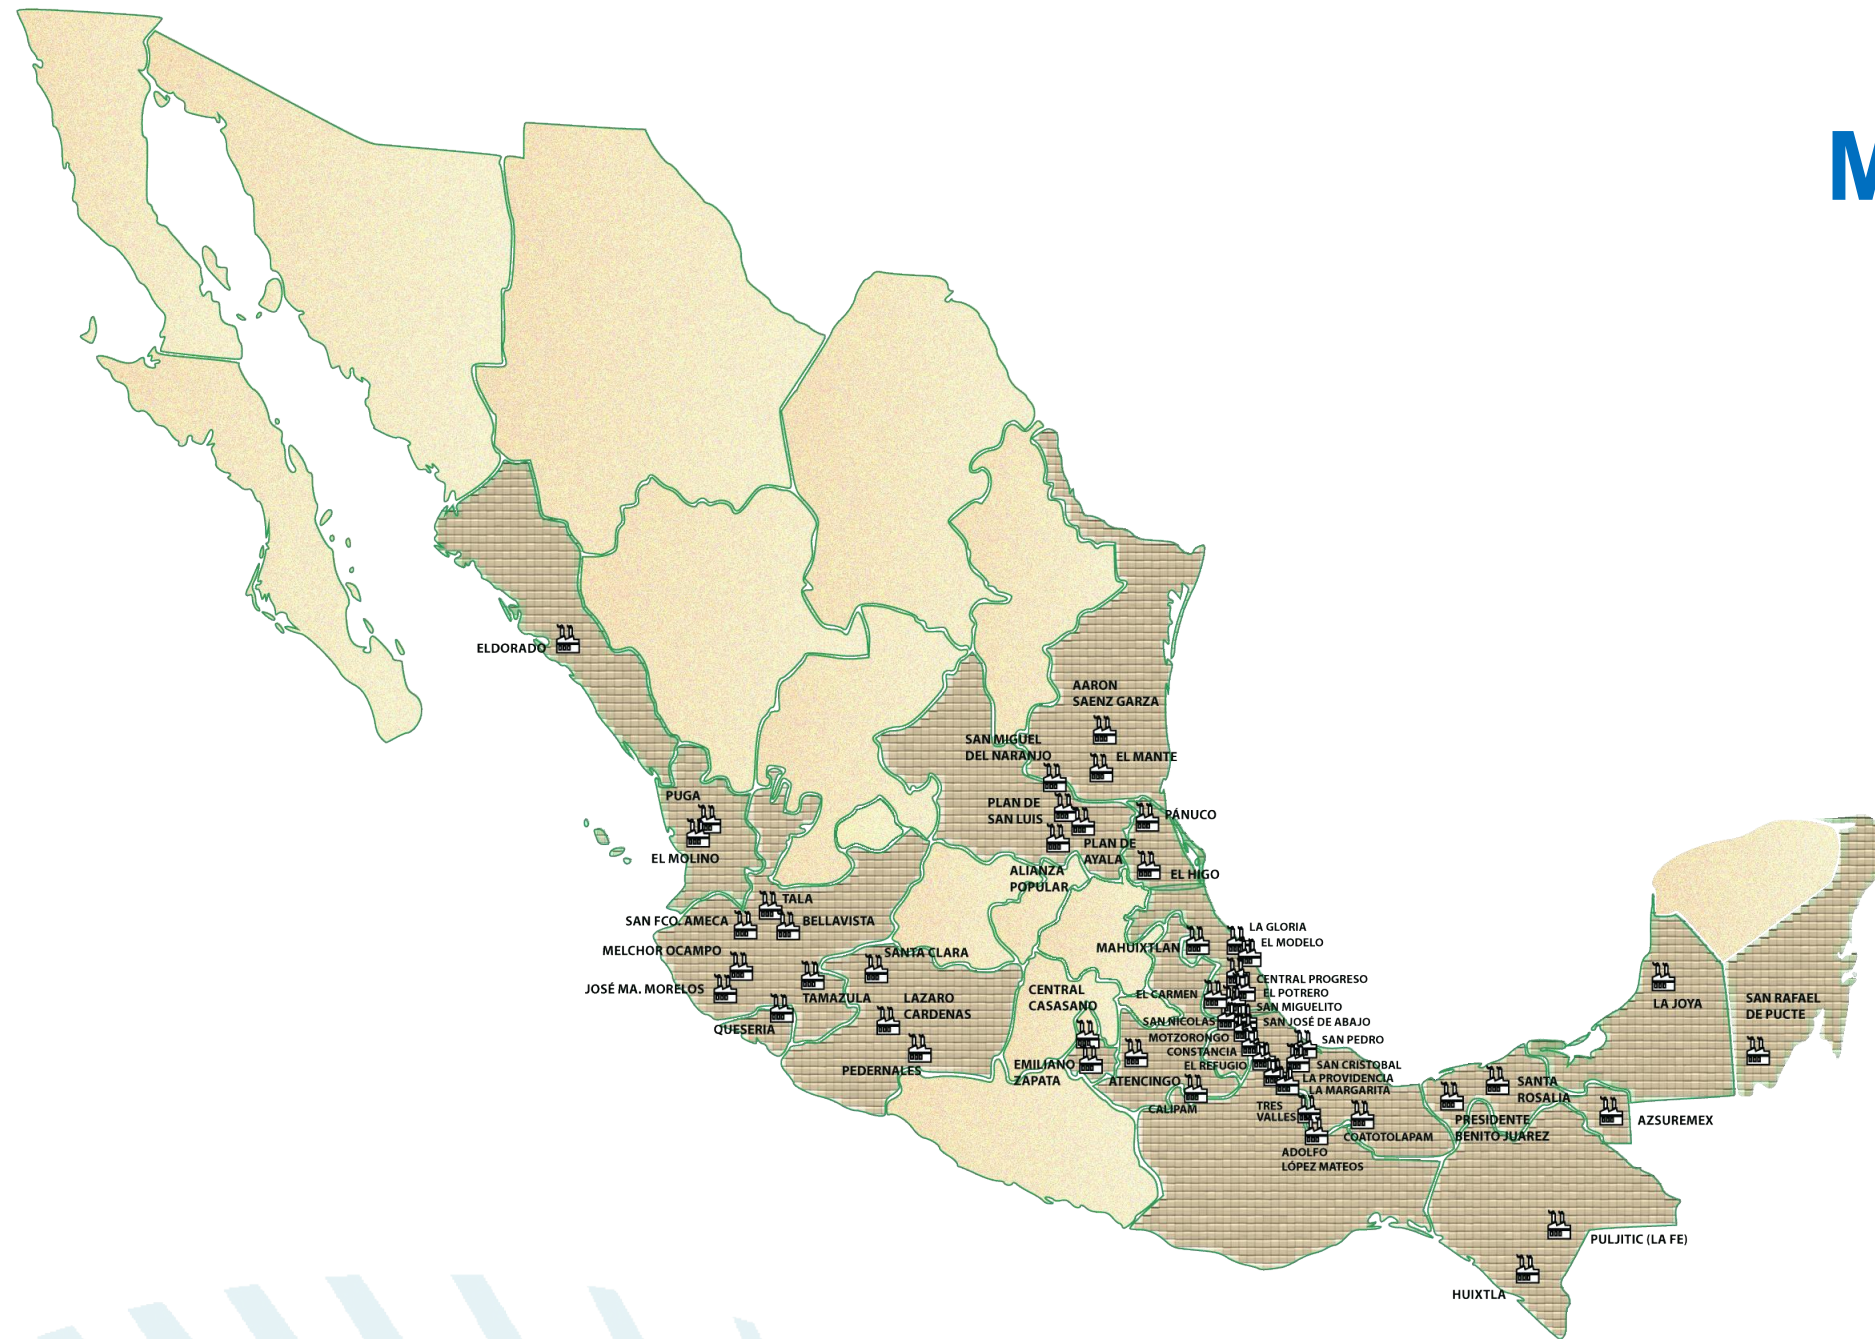 M
ELDORADO
AARON
SAENZ GARZA
SAN MIGUEL
DEL NARANJO
EL MANTE
PUGA
PLAN DE
SAN LUIS
PÁNUCO
EL MOLINO
PLAN DE
AYALA
ALIANZA
POPULAR
EL HIGO
TALA
SAN FCO. AMECA
BELLAVISTA
LA GLORIA
EL MODELO
MAHUIXTLAN
MELCHOR OCAMPO
SANTA CLARA
CENTRAL PROGRESO
JOSÉ MA. MORELOS
TAMAZULA
LAZARO
CARDENAS
CENTRAL
CASASANO
EL CARMEN
EL POTRERO
SAN MIGUELITO
LA JOYA
SAN RAFAEL
DE PUCTE
QUESERIA
SAN NICOLAS
SAN JOSÉ DE ABAJO
MOTZORONGO
SAN PEDRO
CONSTANCIA
PEDERNALES
EMILIANO
ZAPATA
EL REFUGIO
SAN CRISTOBAL
ATENCINGO
LA PROVIDENCIA
LA MARGARITA
SANTA
ROSALIA
CALIPAM
TRES
VALLES
PRESIDENTE
BENITO JUAREZ
AZSUREMEX
COATOTOLAPAM
ADOLFO
LÓPEZ MATEOS
PULJITIC (LA FE)
HUIXTLA